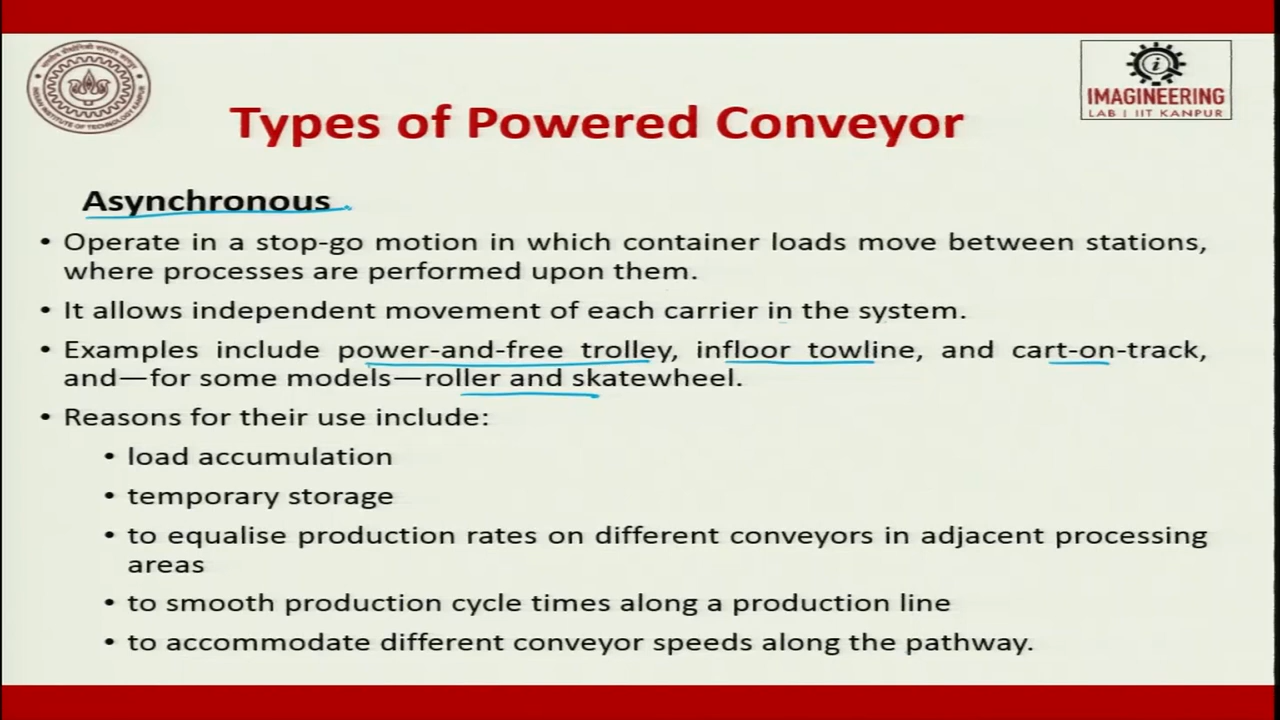 IMAGINEERING
LAB | IIT KANPUR
Types of Powered Conveyor
Asynchronous
• Operate in a stop-go motion in which container loads move between stations,
where processes are performed upon them.
• It allows independent movement of each carrier in the system.
• Examples include power-and-free trolley, infloor towline, and cart-on-track,
and—for some models—roller and skatewheel.
• Reasons for their use include:
• load accumulation
• temporary storage
• to equalise production rates on different conveyors in adjacent processing
areas
• to smooth production cycle times along a production line
• to accommodate different conveyor speeds along the pathway.